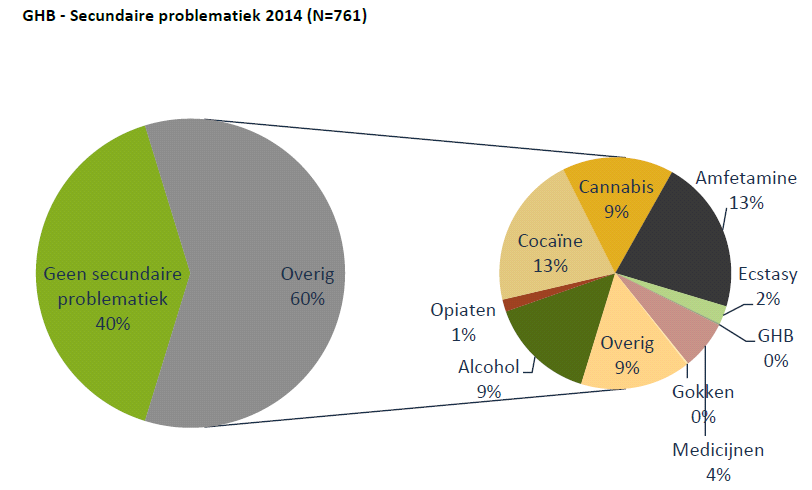 GHB - Secundaire problematiek 2014 (N=761)
Geen secundaire
problematiek
40%
Overig
60%
Cannabis
9%
Amfetamine
13%
Ecstasy
2%
GHB
0%
Medicijnen
4%
Gokken
0%
Overig
9%
Alcohol
9%
Opiaten
1%
Cocaïne
13%